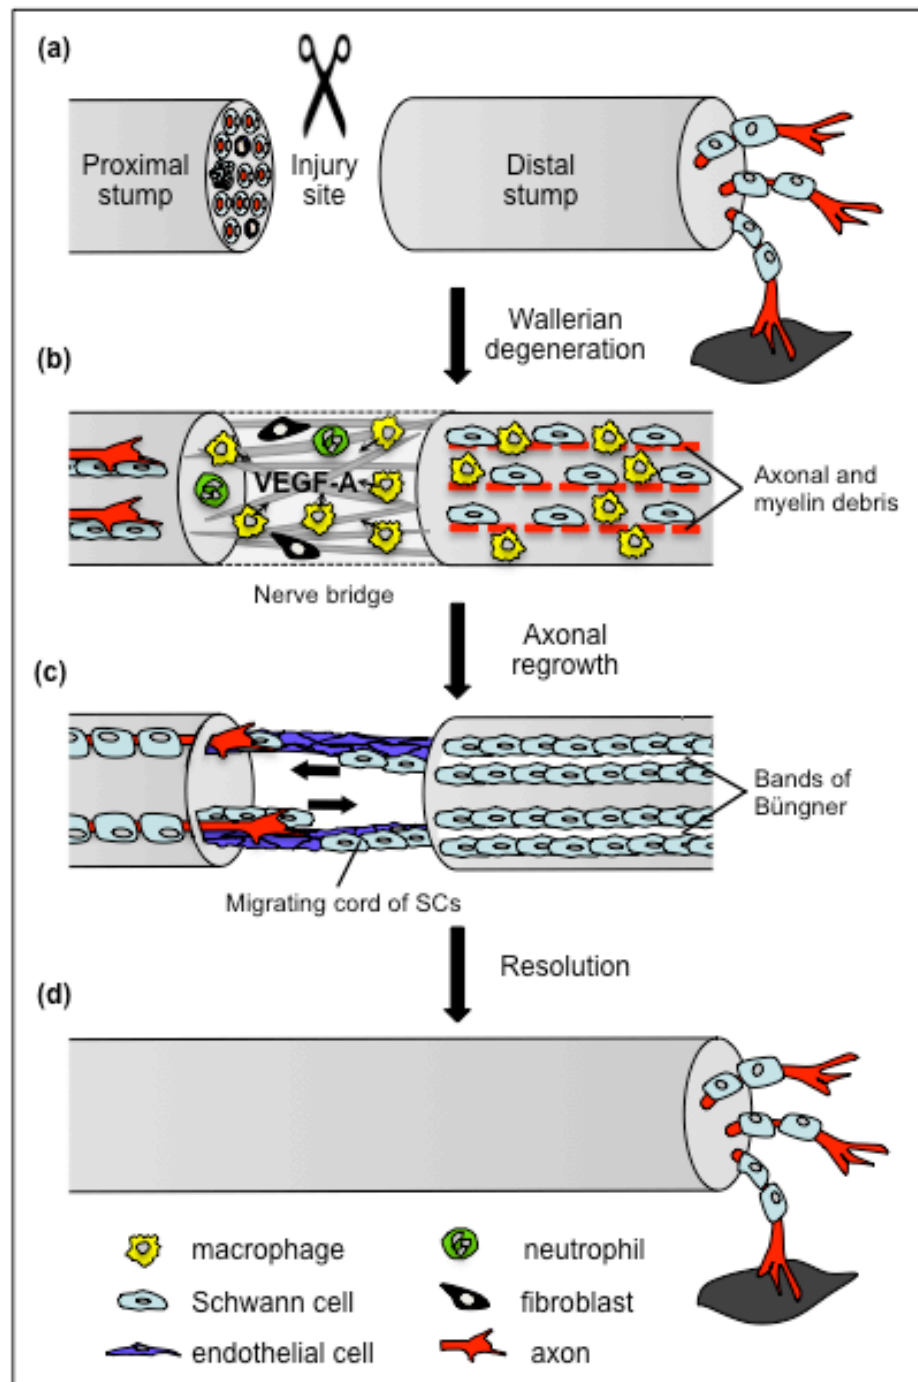 (a)
Proximal
stump
Injury
site
Distal
stump
Wallerian
degeneration
(b)
VEGF-A
Axonal and
myelin debris
Nerve bridge
Axonal
regrowth
(c)
Bands of
Büngner
Migrating cord of SCs
Resolution
(d)
macrophage
neutrophil
Schwann cell
fibroblast
endothelial cell
axon